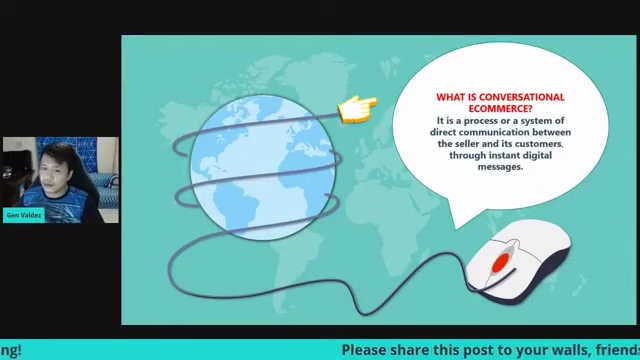 WHAT IS CONVERSATIONAL
ECOMMERCE?
It is a process or a system of
direct communication between
the seller and its customers,
through instant digital
messages.
Gen Valdez
ng!
Please share this post to your walls, friends